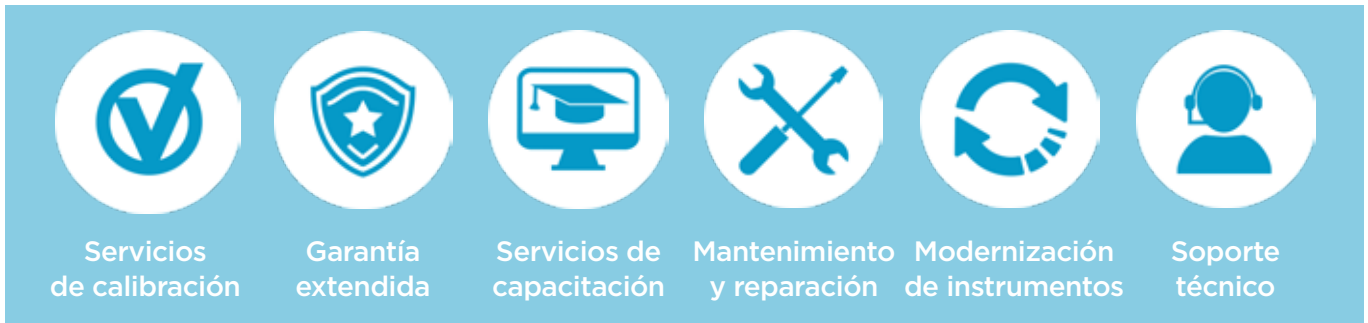 Servicios
de calibración
Garantía
extendida
Servicios de
capacitación
Mantenimiento
y reparación
Modernización
de instrumentos
Soporte
técnico